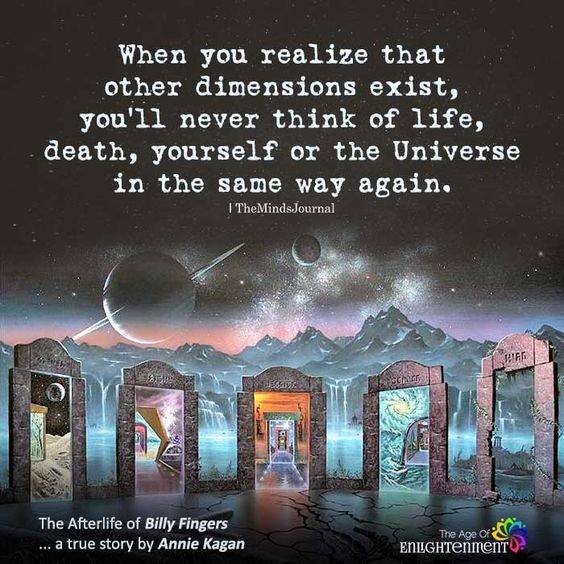 When you realize that
other dimensions exist,
you'll never think of life,
death, yourself or the Universe
in the same way again.
| TheMindsJournal
The Afterlife of Billy Fingers
... a true story by Annie Kagan
The Age Of
ENLIGHTENMENT